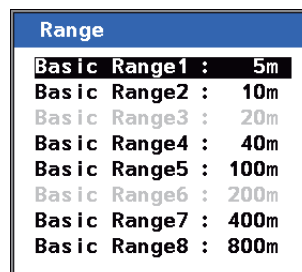 Range
Basic Range1 : 5m
Basic Range2 : 10m
Basic Range3 : 20m
Basic Range4 : 40m
Basic Range5 : 100m
Basic Range6 : 200m
Basic Range7 : 400m
Basic Range8 : 800m